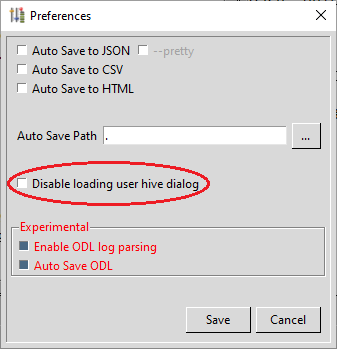 Preferences
Auto Save to JSON --pretty
Auto Save to CSV
Auto Save to HTML
Auto Save Path . ...
Disable loading user hive dialog
Experimental
Enable ODL log parsing
Auto Save ODL
Save Cancel